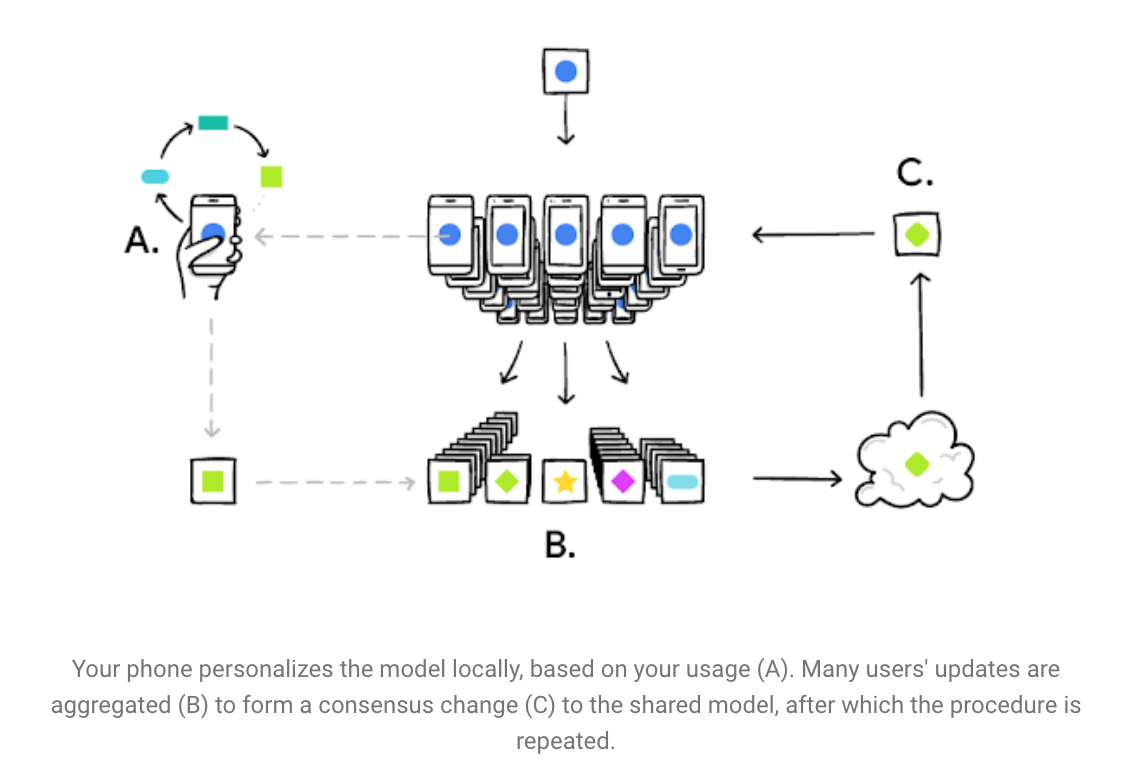 C.
A.
B.
Your phone personalizes the model locally, based on your usage (A). Many users' updates are
aggregated (B) to form a consensus change (C) to the shared model, after which the procedure is
repeated.